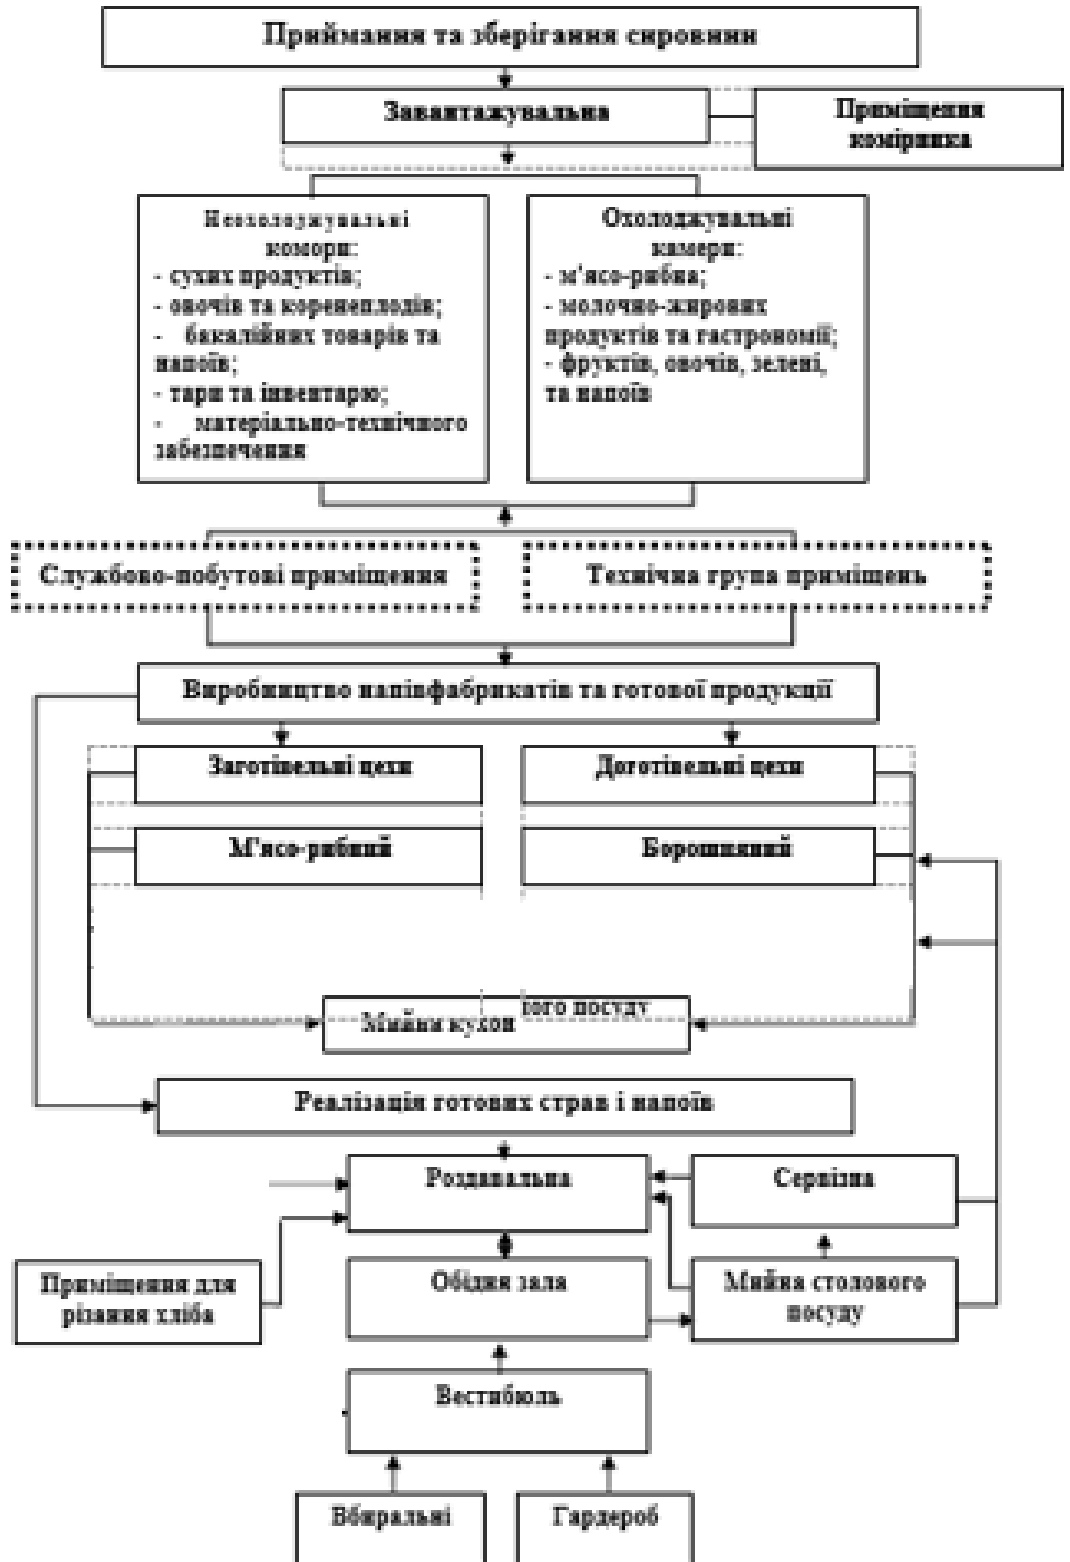 Приймання та зберігання сировини
Завантажувальна
Приміщення
комірника
Неохолоджувальні
комори:
- сухих продуктів;
- овочів та коренеплодів;
- бакалійних товарів та
напоїв;
- тари та інвентарю;
- матеріально-технічного
забезпечення
Охолоджувальні
камери:
- м'ясо-рибна;
- молочно-жирових
продуктів та гастрономії;
- фруктів, овочів, зелені,
та напоїв
Службово-побутові приміщення
Технічна група приміщень
Виробництво напівфабрикатів та готової продукції
Заготівельні цехи
Доготівельні цехи
М'ясо-рибний
Борошняний
ого посуду
Мийна кухон
Реалізація готових страв і напоїв
Роздавальна
Сервізна
Приміщення для
різання хліба
Обідня зала
Мийна столового
посуду
Вестибюль
Вбиральні
Гардероб